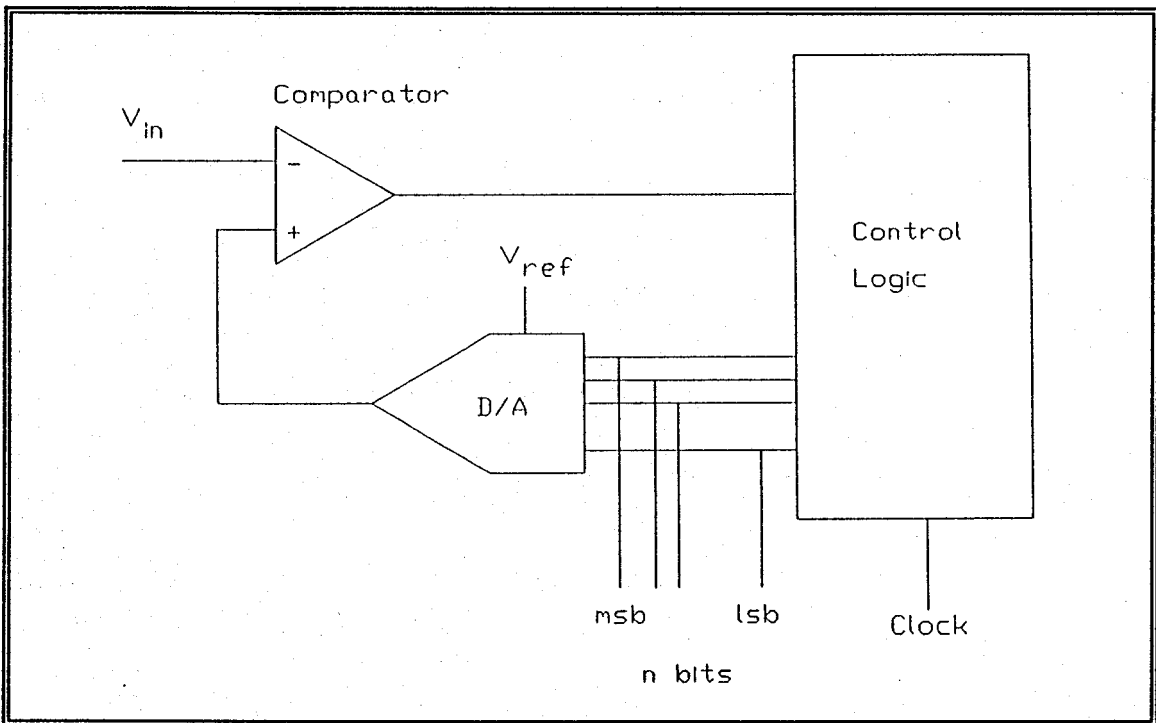 Comparator
V_in
-
+
V_ref
Control
Logic
D/A
msb
lsb
Clock
n bits